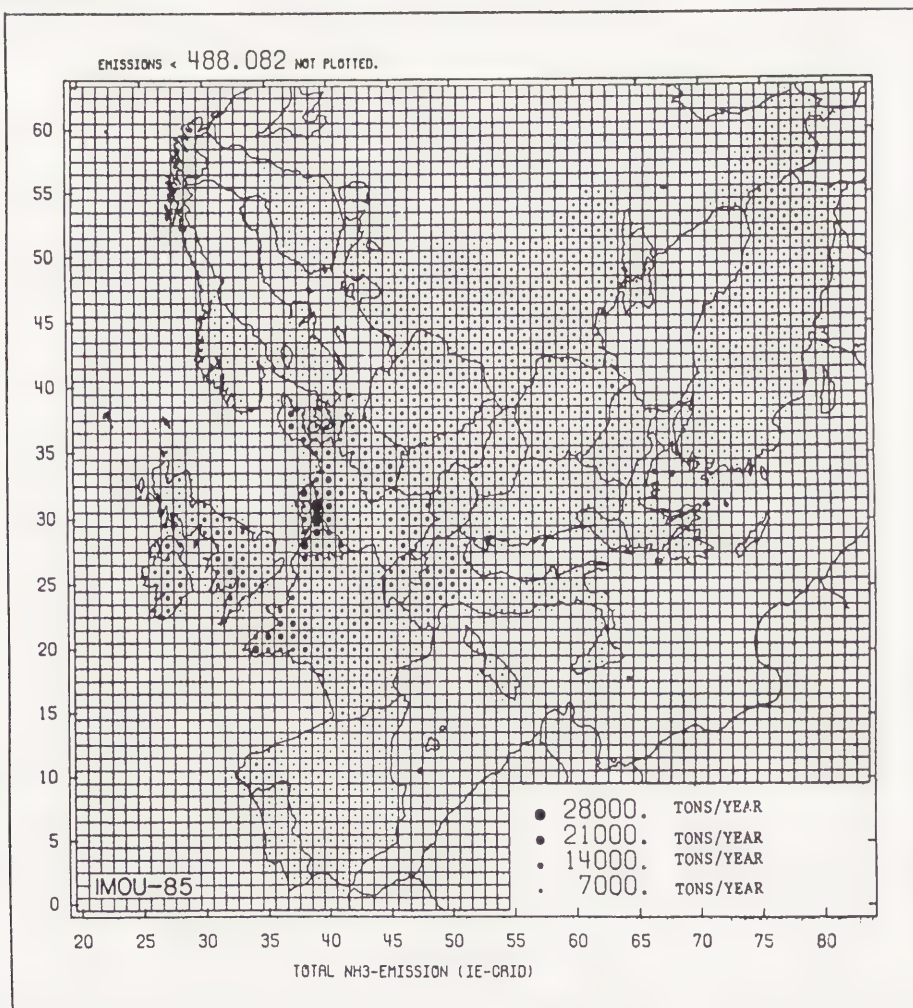 EMISSIONS < 488.082 NOT PLOTTED.
60
55
50
45
40
35
30
25
20
15
10
5
0
28000. TONS/YEAR
21000. TONS/YEAR
14000. TONS/YEAR
7000. TONS/YEAR
IMOU-85
20 25 30 35 40 45 50 55 60 65 70 75 80
TOTAL NH3-EMISSION (IE-GRID)